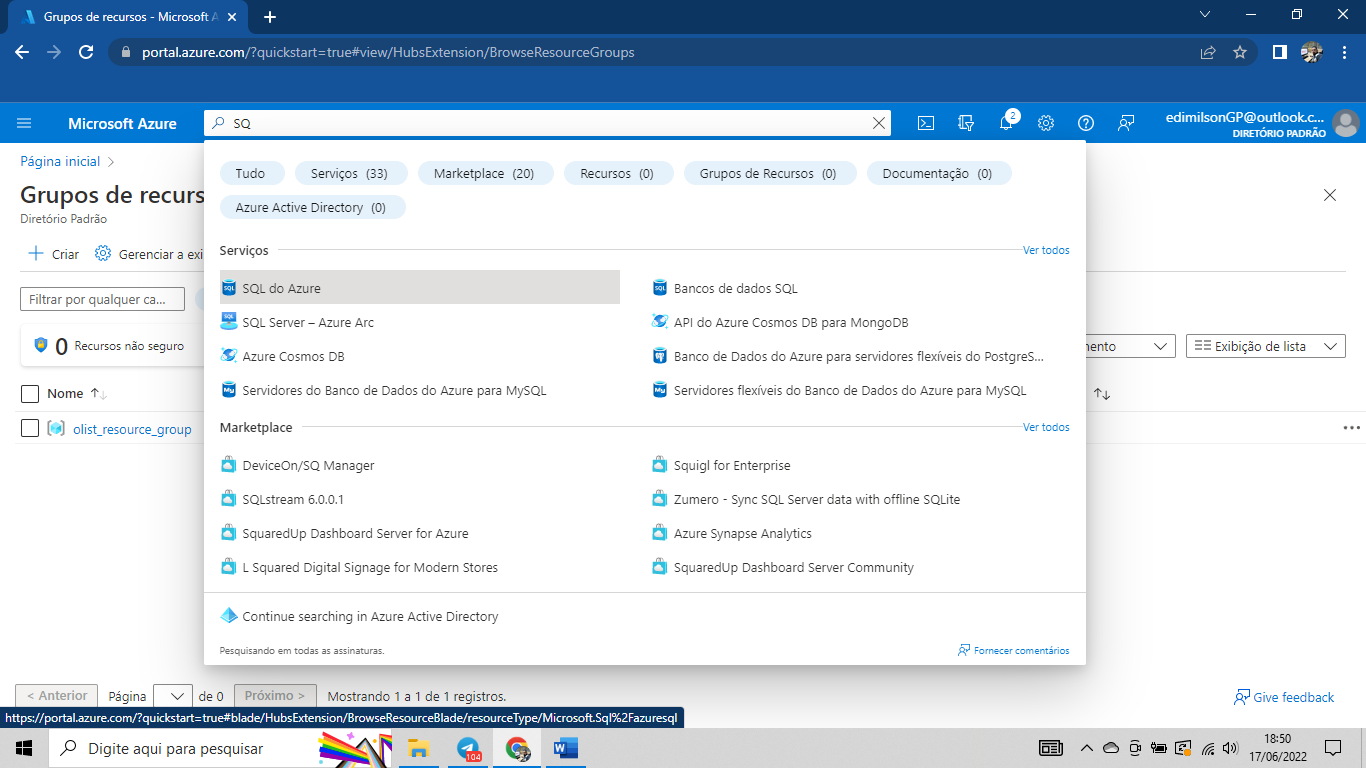 Grupos de recursos - Microsoft A
portal.azure.com/?quickstart=true#view/HubsExtension/BrowseResourceGroups
Microsoft Azure
SQ
2
edimilsonGP@outlook.c...
DIRETÓRIO PADRÃO
Página inicial
Grupos de recurs
Diretório Padrão
Criar
Gerenciar a exi
Filtrar por qualquer ca...
0 Recursos não seguro
mento
Exibição de lista
Nome
olist_resource_group
Tudo
Serviços (33)
Marketplace (20)
Recursos (0)
Grupos de Recursos (0)
Documentação (0)
Azure Active Directory (0)
Serviços
Ver todos
SQL do Azure
Bancos de dados SQL
SQL Server – Azure Arc
API do Azure Cosmos DB para MongoDB
Azure Cosmos DB
Banco de Dados do Azure para servidores flexíveis do PostgreS...
Servidores do Banco de Dados do Azure para MySQL
Servidores flexíveis do Banco de Dados do Azure para MySQL
Marketplace
Ver todos
DeviceOn/SQ Manager
Squigl for Enterprise
SQLstream 6.0.0.1
Zumero - Sync SQL Server data with offline SQLite
SquaredUp Dashboard Server for Azure
Azure Synapse Analytics
L Squared Digital Signage for Modern Stores
SquaredUp Dashboard Server Community
Continue searching in Azure Active Directory
Pesquisando em todas as assinaturas.
Fornecer comentários
< Anterior
Página
de 0
Próximo >
Mostrando 1 a 1 de 1 registros.
Give feedback
https://portal.azure.com/?quickstart=true#blade/HubsExtension/BrowseResourceBlade/resourceType/Microsoft.Sql%2Fazuresql
Digite aqui para pesquisar
104
18:50
17/06/2022